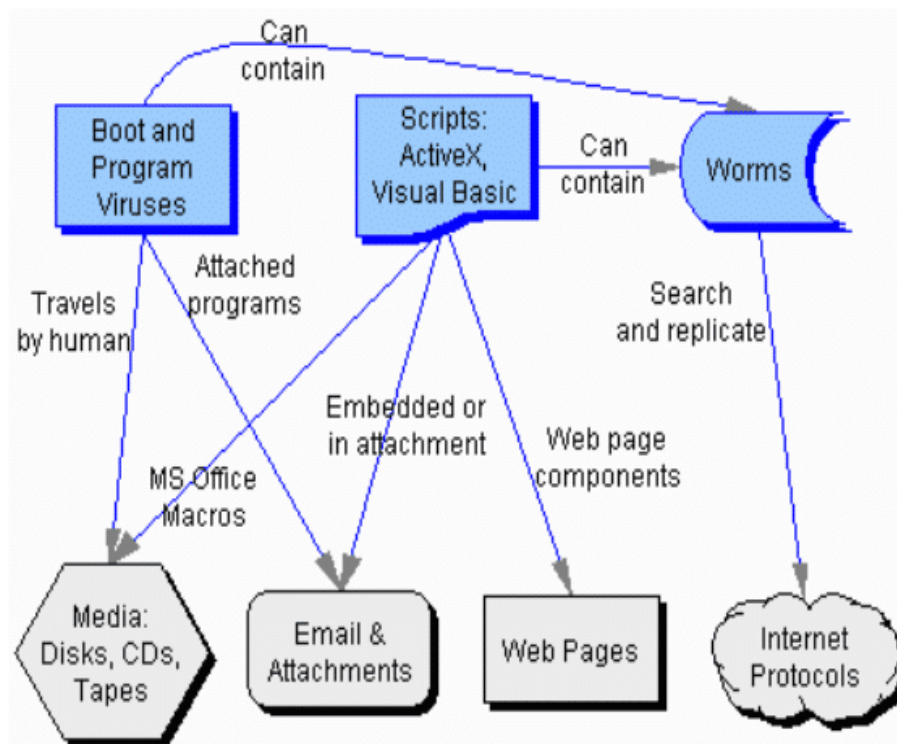 Can
contain
Boot and
Program
Viruses
Scripts:
ActiveX,
Visual Basic
Can
contain
Worms
Travels
by human
Attached
programs
Search
and replicate
Embedded or
in attachment
Web page
components
MS Office
Macros
Media:
Disks, CDs,
Tapes
Email &
Attachments
Web Pages
Internet
Protocols